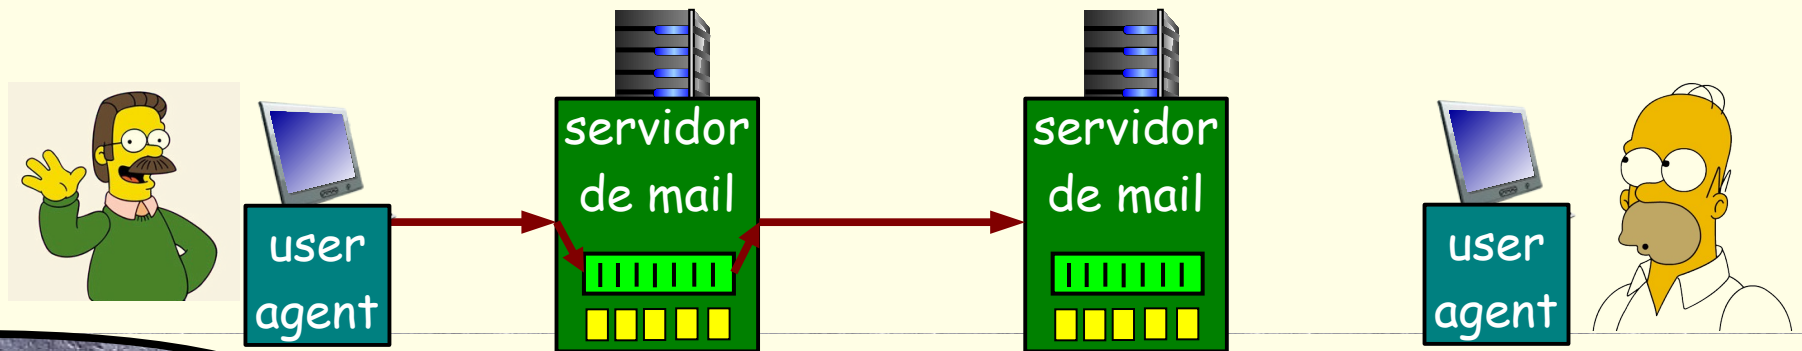 user
agent
servidor
de mail
servidor
de mail
user
agent